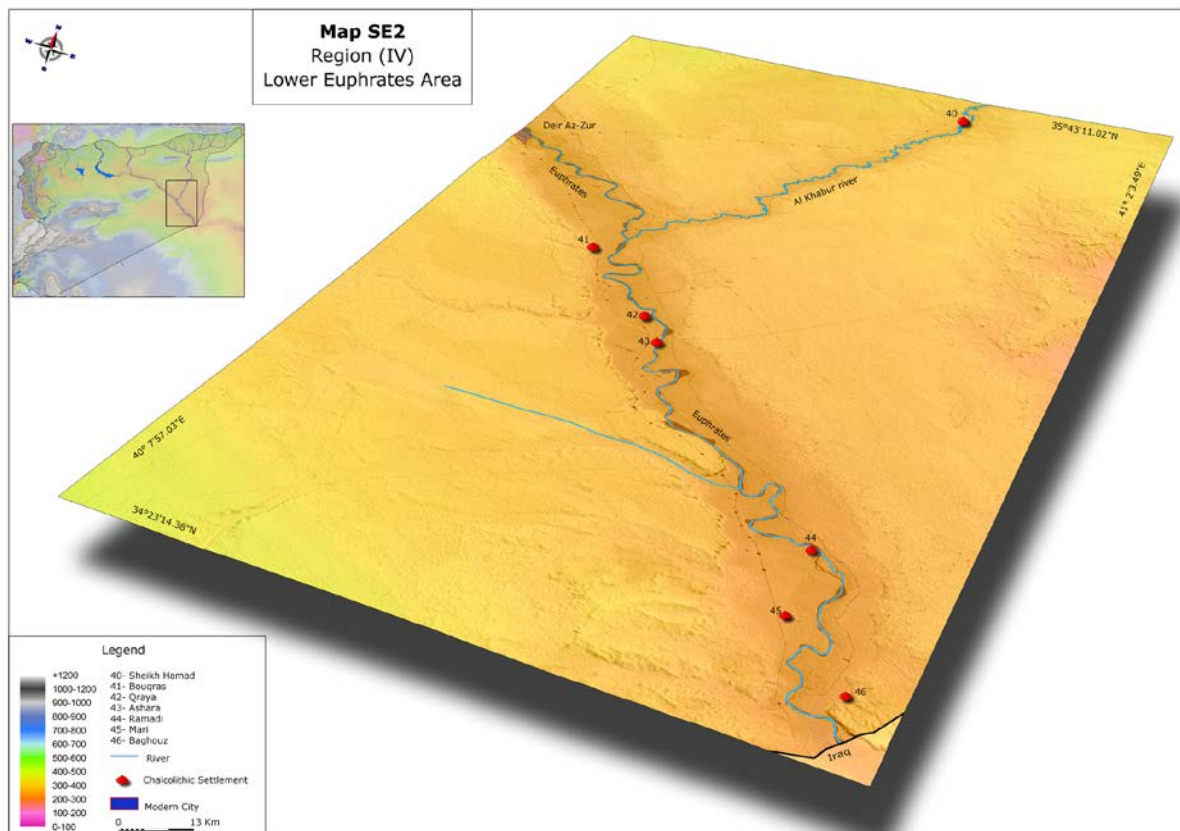 Map SE2
Region (IV)
Lower Euphrates Area
Deir Az-Zur
40
35°43'11.02"N
Euphrates
Al Khabur river
41° 2'3.49"E
41
42
43
Euphrates
40° 7'57.03"E
34°23'14.38"N
44
45
46
Iraq
Legend
+1200
1000-1200
900-1000
800-900
700-800
600-700
500-600
400-500
300-400
200-300
100-200
0-100
40- Sheikh Hamad
41- Bouqras
42- Qraya
43- Ashara
44- Ramadi
45- Mari
46- Baghouz
River
Chalcolithic Settlement
Modern City
0 13 Km